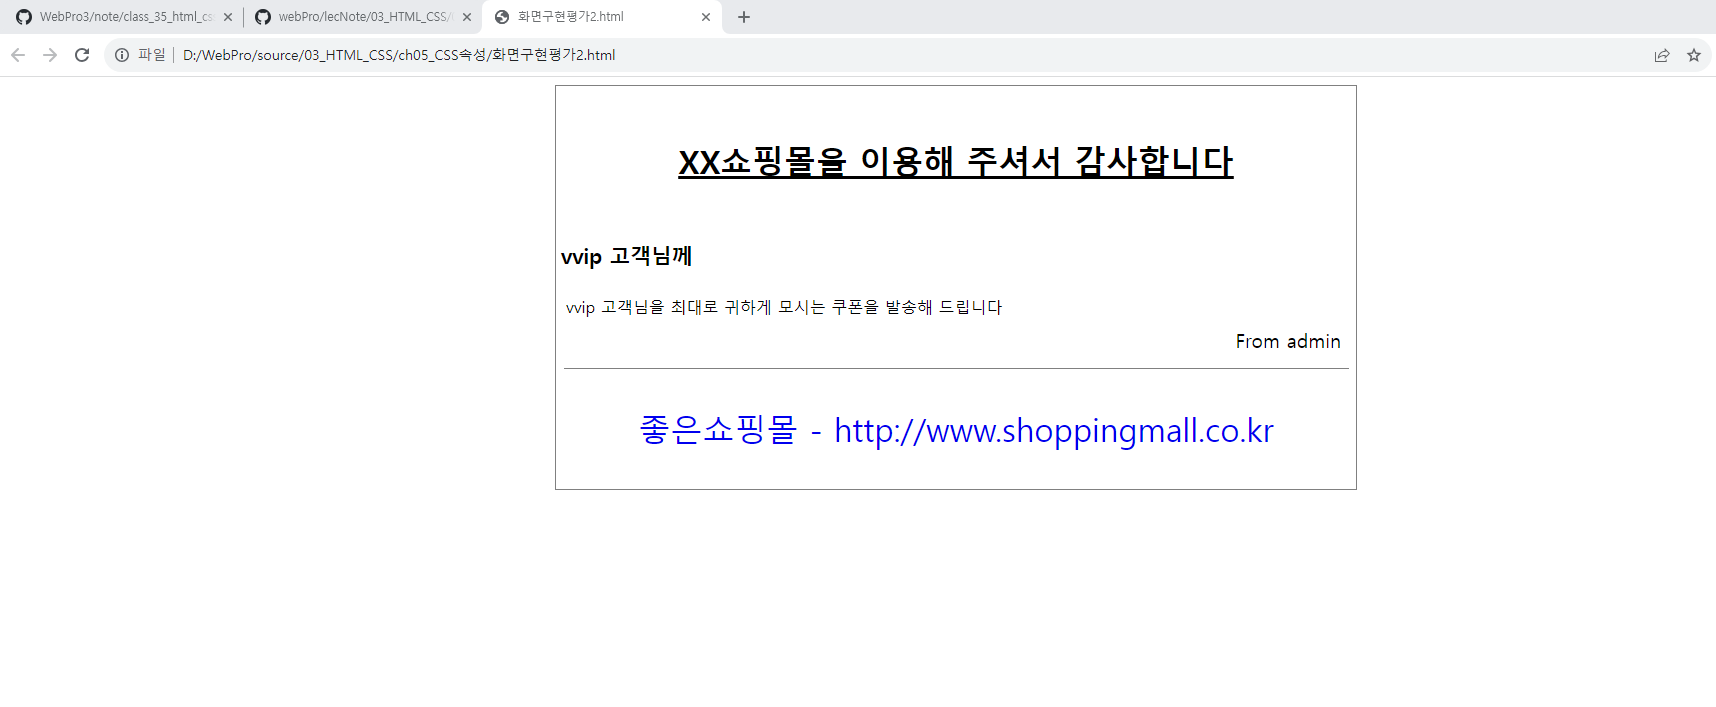 WebPro3/note/class_35_html_cs
webPro/lecNote/03_HTML_CSS/
화면구현평가2.html
파일
D:/WebPro/source/03_HTML_CSS/ch05_CSS속성/화면구현평가2.html
XX쇼핑몰을 이용해 주셔서 감사합니다
vvip 고객님께
vvip 고객님을 최대로 귀하게 모시는 쿠폰을 발송해 드립니다
From admin
좋은쇼핑몰 - http://www.shoppingmall.co.kr